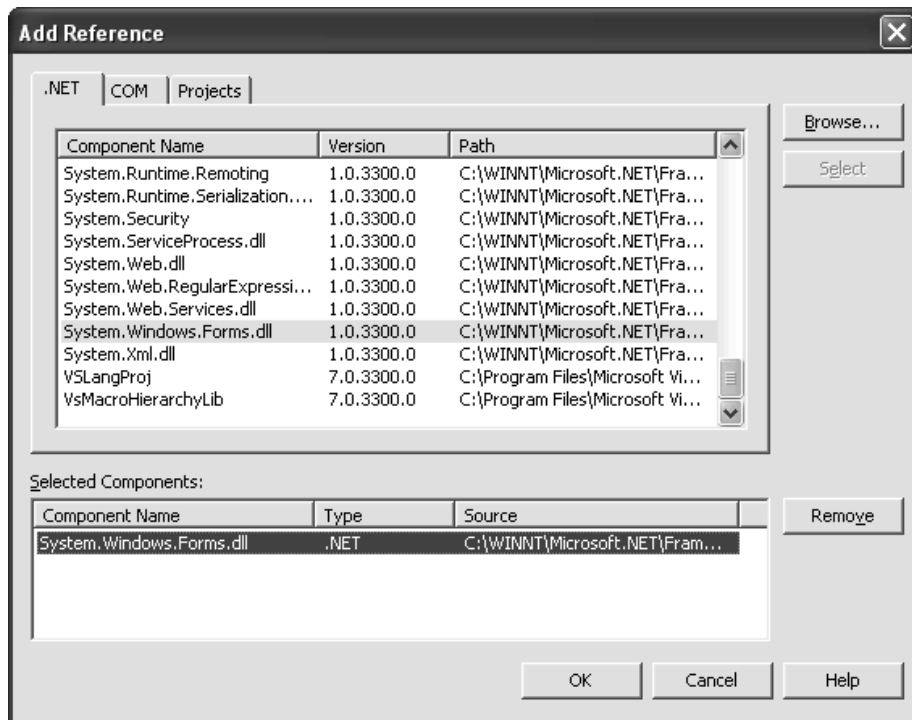 Add Reference
.NET COM Projects
Browse...
Component Name Version Path
Select
System.Runtime.Remoting 1.0.3300.0 C:\WINNT\Microsoft.NET\Fra...
System.Runtime.Serialization.... 1.0.3300.0 C:\WINNT\Microsoft.NET\Fra...
System.Security 1.0.3300.0 C:\WINNT\Microsoft.NET\Fra...
System.ServiceProcess.dll 1.0.3300.0 C:\WINNT\Microsoft.NET\Fra...
System.Web.dll 1.0.3300.0 C:\WINNT\Microsoft.NET\Fra...
System.Web.RegularExpressi... 1.0.3300.0 C:\WINNT\Microsoft.NET\Fra...
System.Web.Services.dll 1.0.3300.0 C:\WINNT\Microsoft.NET\Fra...
System.Windows.Forms.dll 1.0.3300.0 C:\WINNT\Microsoft.NET\Fra...
System.Xml.dll 1.0.3300.0 C:\WINNT\Microsoft.NET\Fra...
VSLangProj 7.0.3300.0 C:\Program Files\Microsoft Vi...
VsMacroHierarchyLib 7.0.3300.0 C:\Program Files\Microsoft Vi...
Selected Components:
Component Name Type Source
Remove
System.Windows.Forms.dll .NET C:\WINNT\Microsoft.NET\Fram...
OK Cancel Help